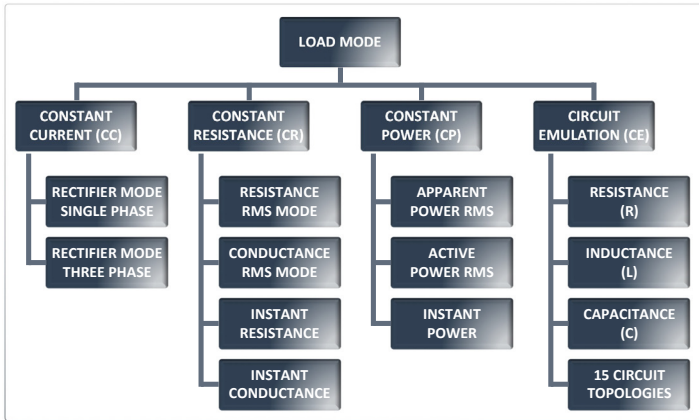 LOAD MODE
CONSTANT
CURRENT (CC)
RECTIFIER MODE
SINGLE PHASE
RECTIFIER MODE
THREE PHASE
CONSTANT
RESISTANCE (CR)
RESISTANCE
RMS MODE
CONDUCTANCE
RMS MODE
INSTANT
RESISTANCE
INSTANT
CONDUCTANCE
CONSTANT
POWER (CP)
APPARENT
POWER RMS
ACTIVE
POWER RMS
INSTANT
POWER
CIRCUIT
EMULATION (CE)
RESISTANCE
(R)
INDUCTANCE
(L)
CAPACITANCE
(C)
15 CIRCUIT
TOPOLOGIES